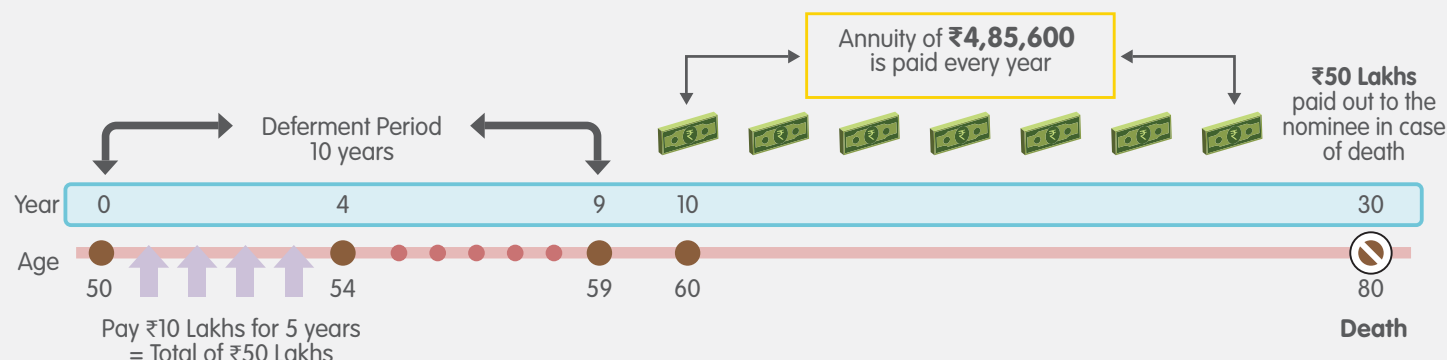 Annuity of ₹4,85,600
is paid every year
₹50 Lakhs
paid out to the
nominee in case
of death
Deferment Period
10 years
Year 0 4 9 10 30
Age
50 54 59 60 80
Pay ₹10 Lakhs for 5 years
= Total of ₹50 Lakhs
Death